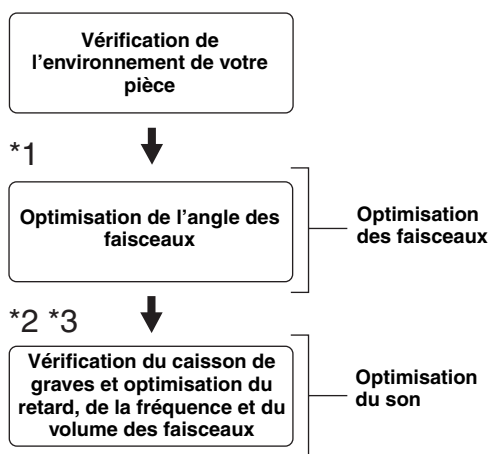 Vérification de
l'environnement de votre
pièce
*1
Optimisation de l'angle des
faisceaux
Optimisation
des faisceaux
*2 *3
Vérification du caisson de
graves et optimisation du
retard, de la fréquence et du
volume des faisceaux
Optimisation
du son